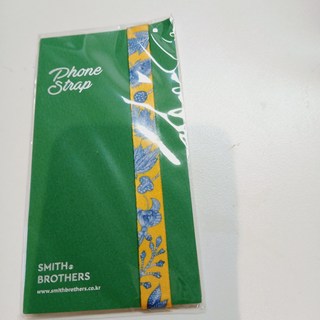 Phone
Strap
SMITH&
BROTHERS
www.smithbrothers.co.kr